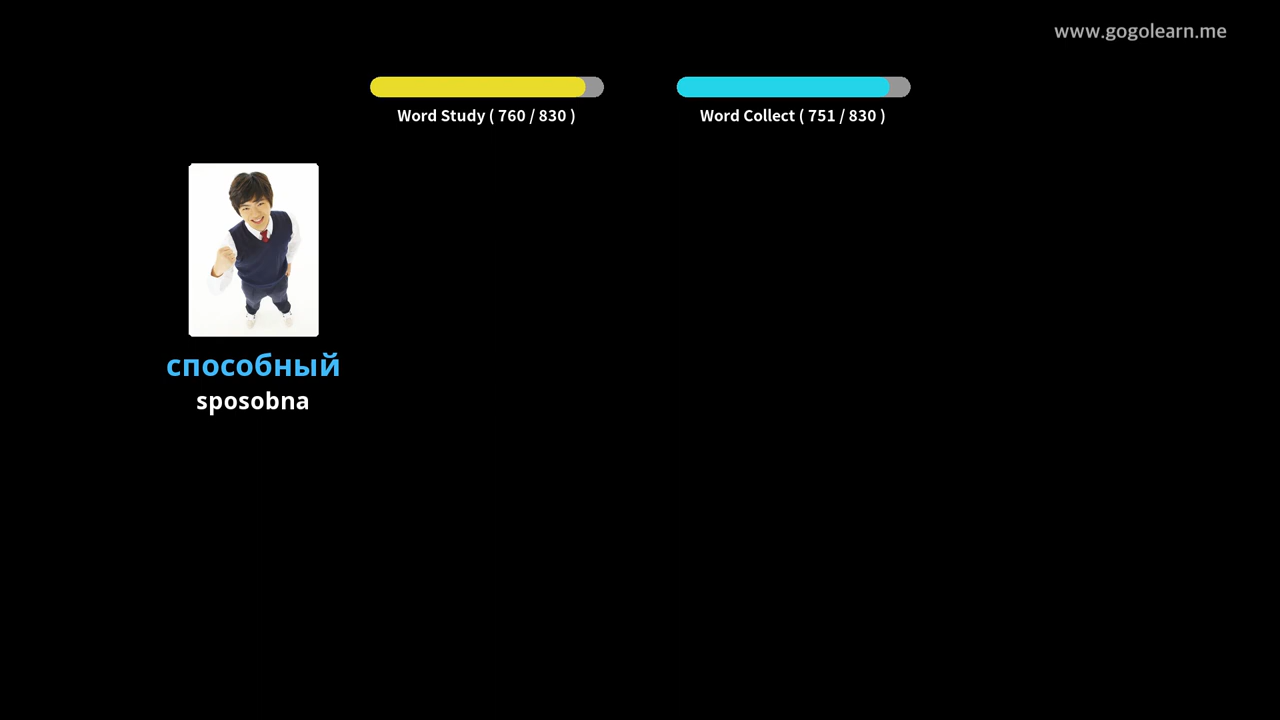 www.gogolearn.me
Word Study ( 760 / 830 )
Word Collect ( 751 / 830 )
способный
sposobna